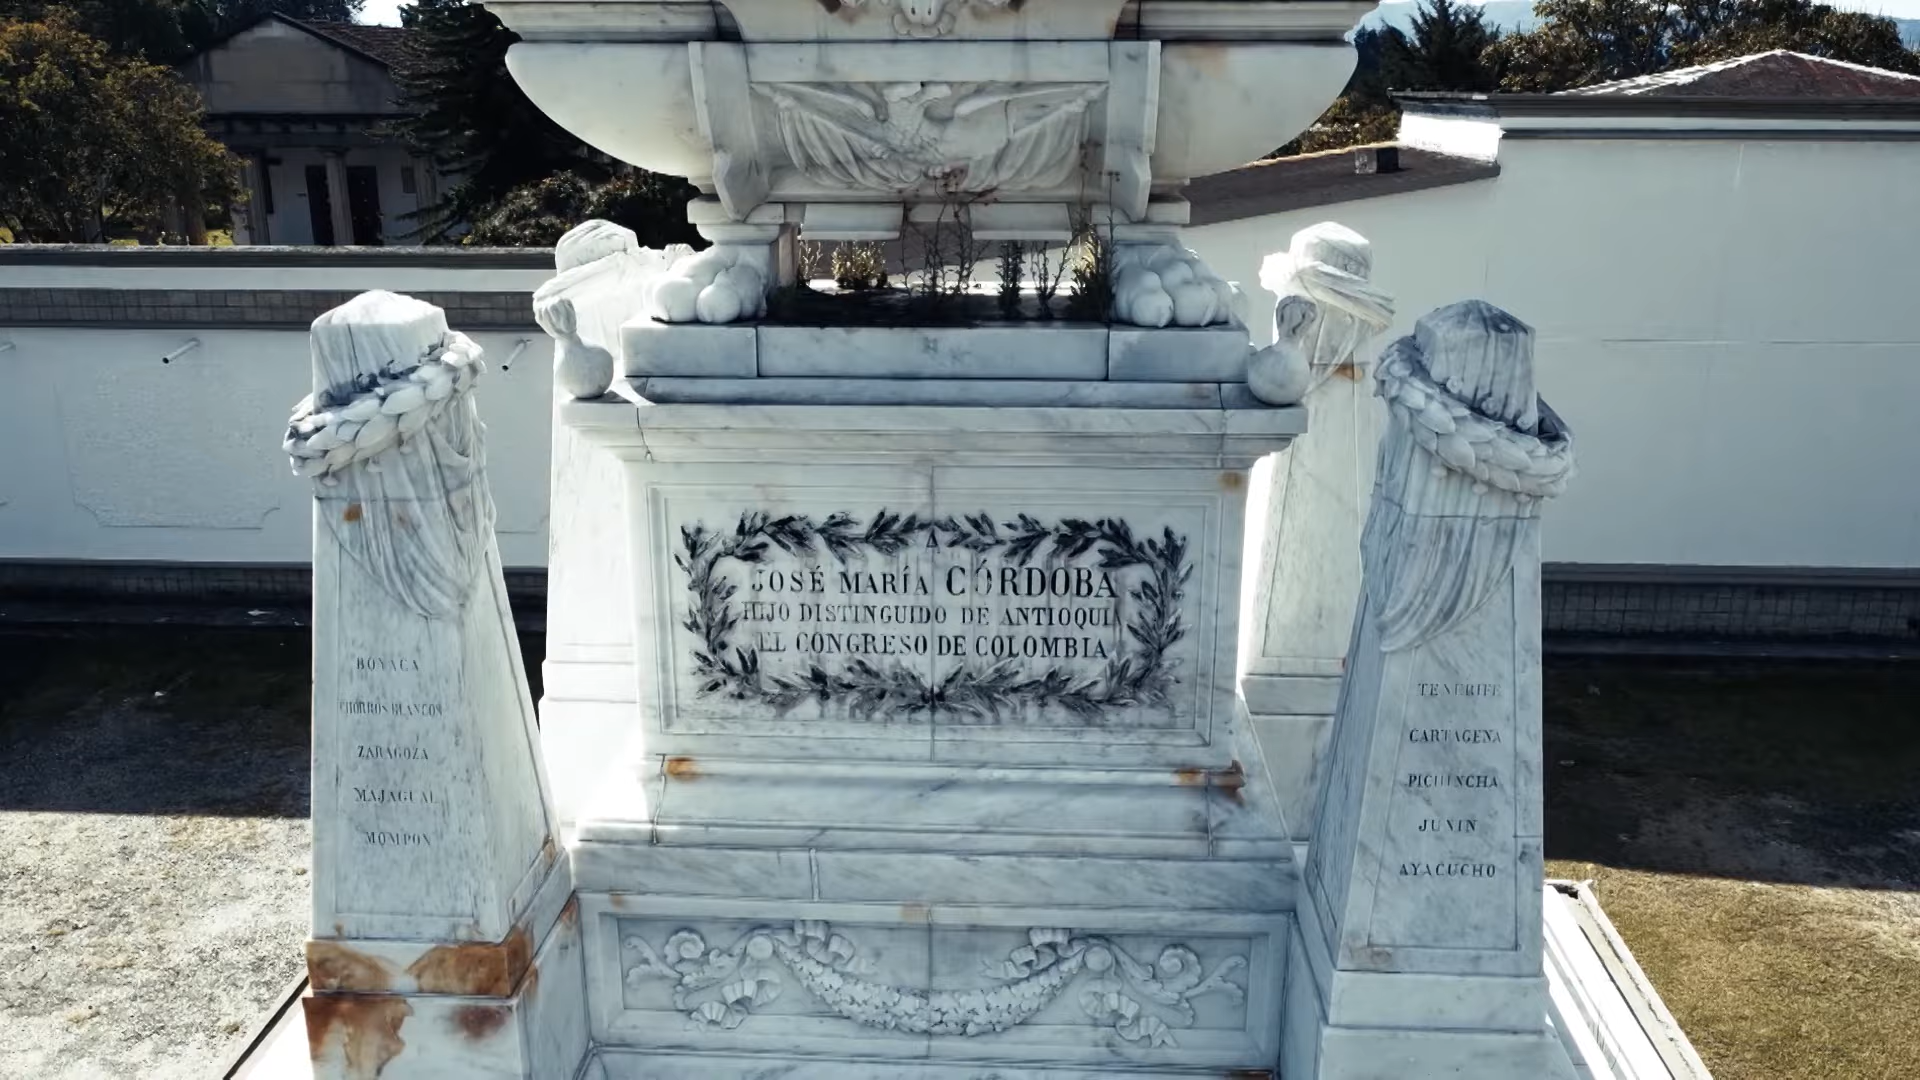 A
JOSÉ MARÍA CÓRDOBA
HIJO DISTINGUIDO DE ANTIOQUIA
EL CONGRESO DE COLOMBIA
BOYACA
CHORROS BLANCOS
ZARAGOZA
MAJAGUAL
MOMPOX
TENERIFE
CARTAGENA
PICHINCHA
JUNIN
AYACUCHO